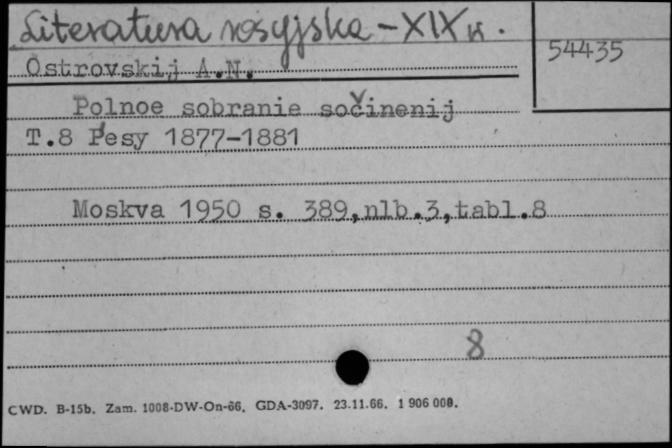 Literatura rosyjska - XIX w.
54435
Ostrovskij A.N.
Polnoe sobranie sočinenij
T.8 P'esy 1877-1881
Moskva 1950 s. 389,nlb.3,tabl.8
8
CWD. B-15b. Zam. 1008-DW-On-66. GDA-3097. 23.11.66. 1 906 000.